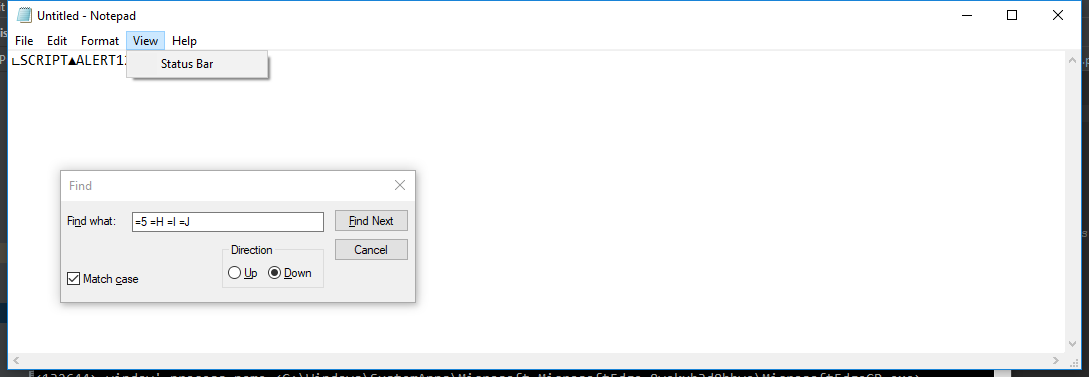 Untitled - Notepad
File Edit Format View Help
∟SCRIPT▲ALERT1
Status Bar
Find
Find what: =5 =H =I =J
Find Next
Cancel
Direction
Up Down
Match case